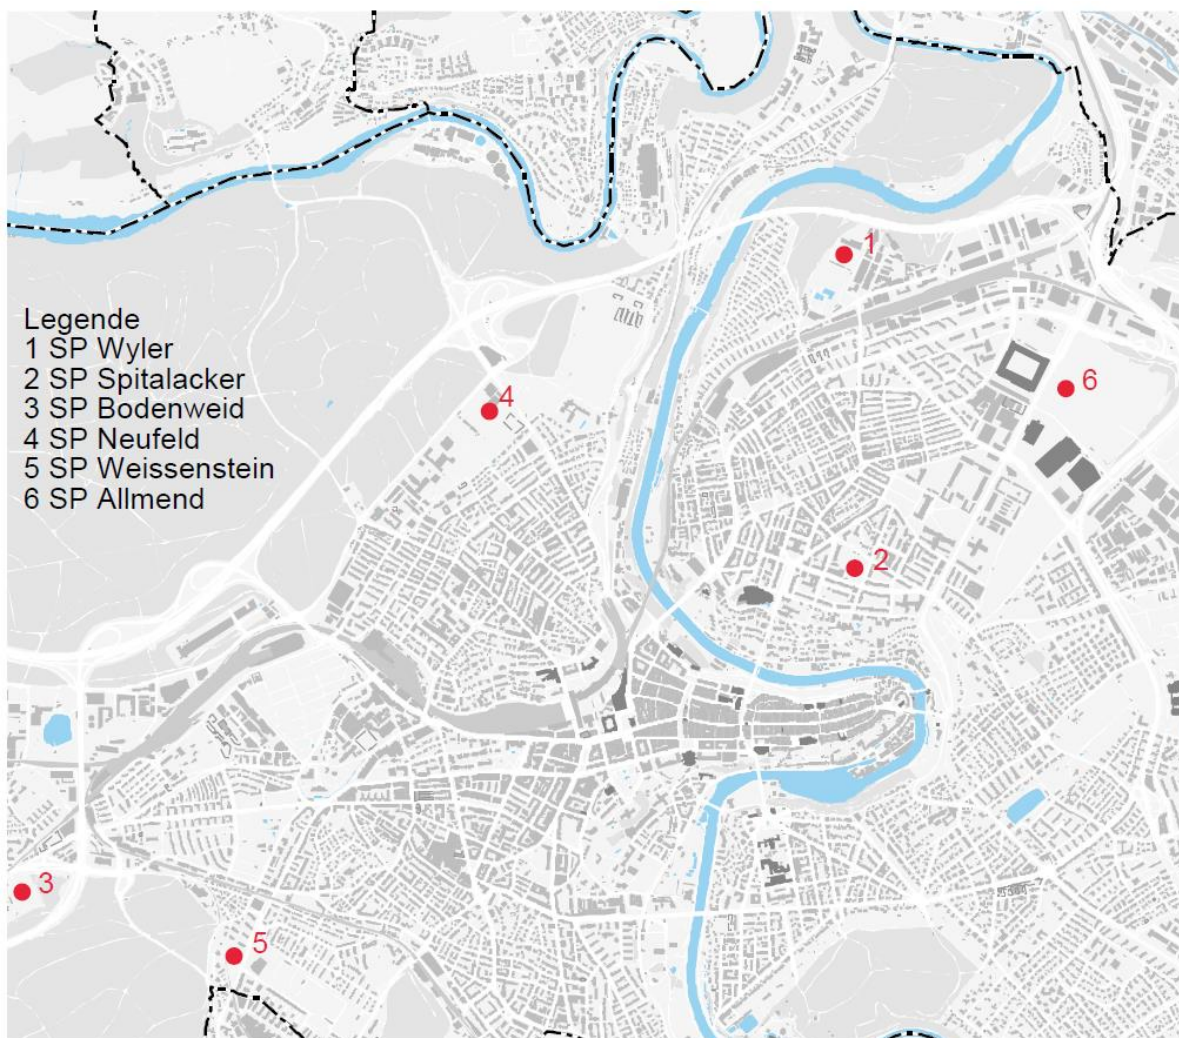 1
Legende
1 SP Wyler
2 SP Spitalacker
3 SP Bodenweid
4 SP Neufeld
5 SP Weissenstein
6 SP Allmend
6
4
2
3
5